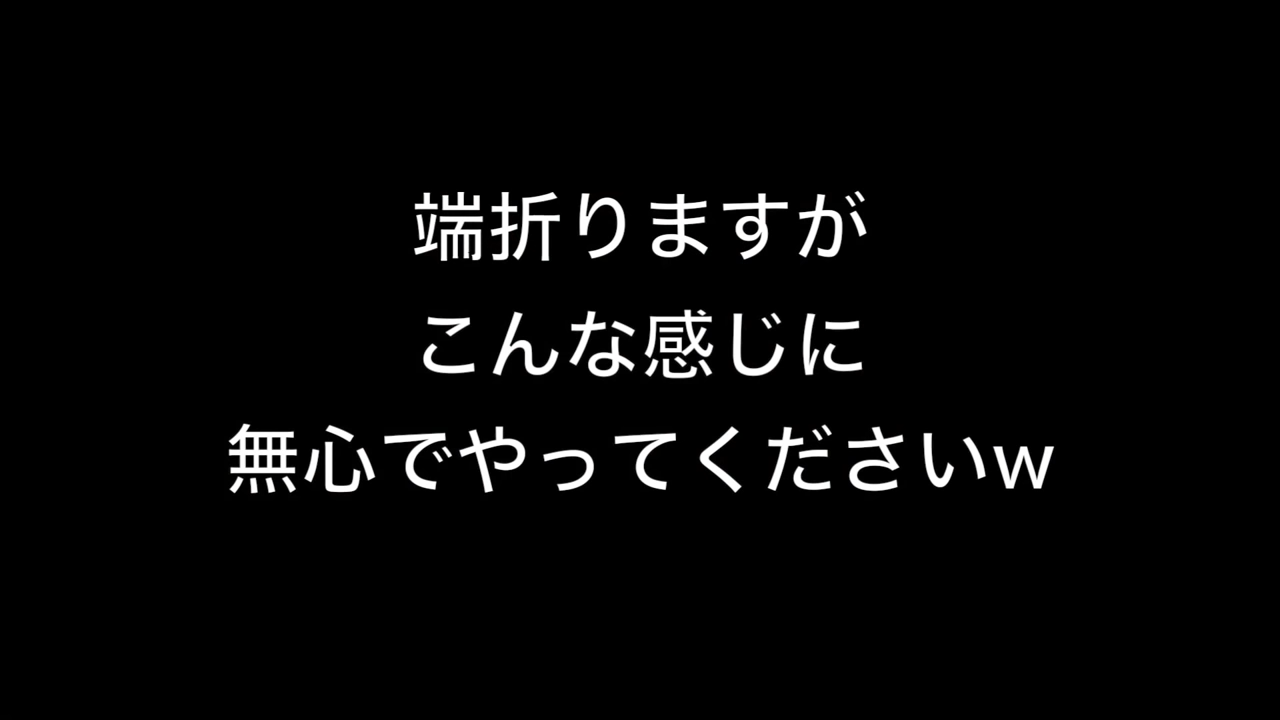 端折りますが
こんな感じに
無心でやってくださいw